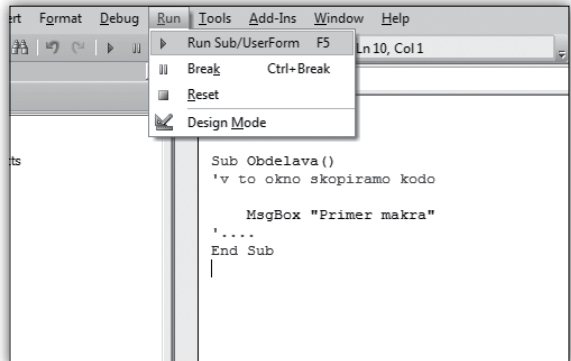 ert Format Debug Run Tools Add-Ins Window Help
Run Sub/UserForm F5
Ln 10, Col 1
Break Ctrl+Break
Reset
Design Mode
ts
Sub Obdelava()
'v to okno skopiramo kodo
MsgBox "Primer makra"
'....
End Sub